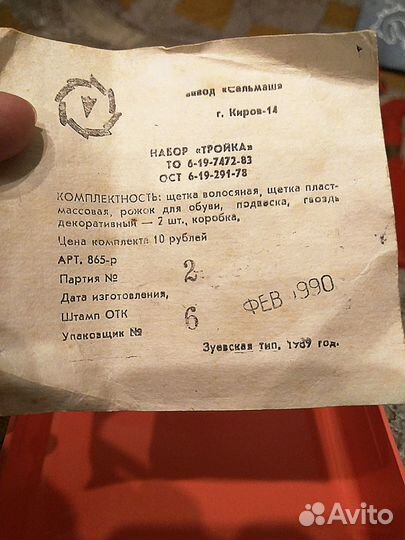 завод «Сельмаш»
г. Киров-14
НАБОР «ТРОЙКА»
ТО 6-19-7472-83
ОСТ 6-19-291-78
КОМПЛЕКТНОСТЬ: щетка волосяная, щетка пласт-
массовая, рожок для обуви, подвеска, гвоздь
декоративный — 2 шт., коробка,
Цена комплекта 10 рублей
АРТ. 865-р
Партия № 2
Дата изготовления, ФЕВ 1990
Штамп ОТК 6
Упаковщик №
Зуевская тип, 1989 год.
Avito